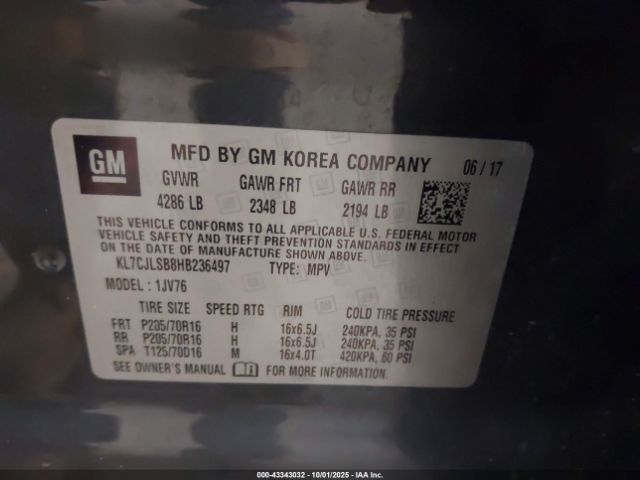 GM MFD BY GM KOREA COMPANY 06 / 17
GVWR GAWR FRT GAWR RR
4286 LB 2348 LB 2194 LB
THIS VEHICLE CONFORMS TO ALL APPLICABLE U.S. FEDERAL MOTOR
VEHICLE SAFETY AND THEFT PREVENTION STANDARDS IN EFFECT
ON THE DATE OF MANUFACTURE SHOWN ABOVE.
KL7CJLSB8HB236497 TYPE: MPV
MODEL : 1JV76
TIRE SIZE SPEED RTG RIM COLD TIRE PRESSURE
FRT P205/70R16 H 16x6.5J 240KPA, 35 PSI
RR P205/70R16 H 16x6.5J 240KPA, 35 PSI
SPA T125/70D16 M 16x4.0T 420KPA, 60 PSI
SEE OWNER'S MANUAL FOR MORE INFORMATION.
000-43343032 - 10/01/2025 - IAA Inc.